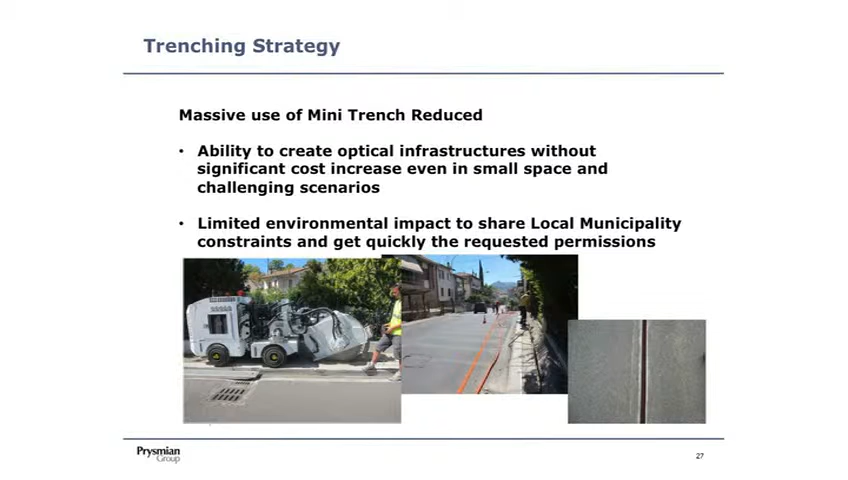 Trenching Strategy
Massive use of Mini Trench Reduced
• Ability to create optical infrastructures without
significant cost increase even in small space and
challenging scenarios
• Limited environmental impact to share Local Municipality
constraints and get quickly the requested permissions
Prysmian
Group
27